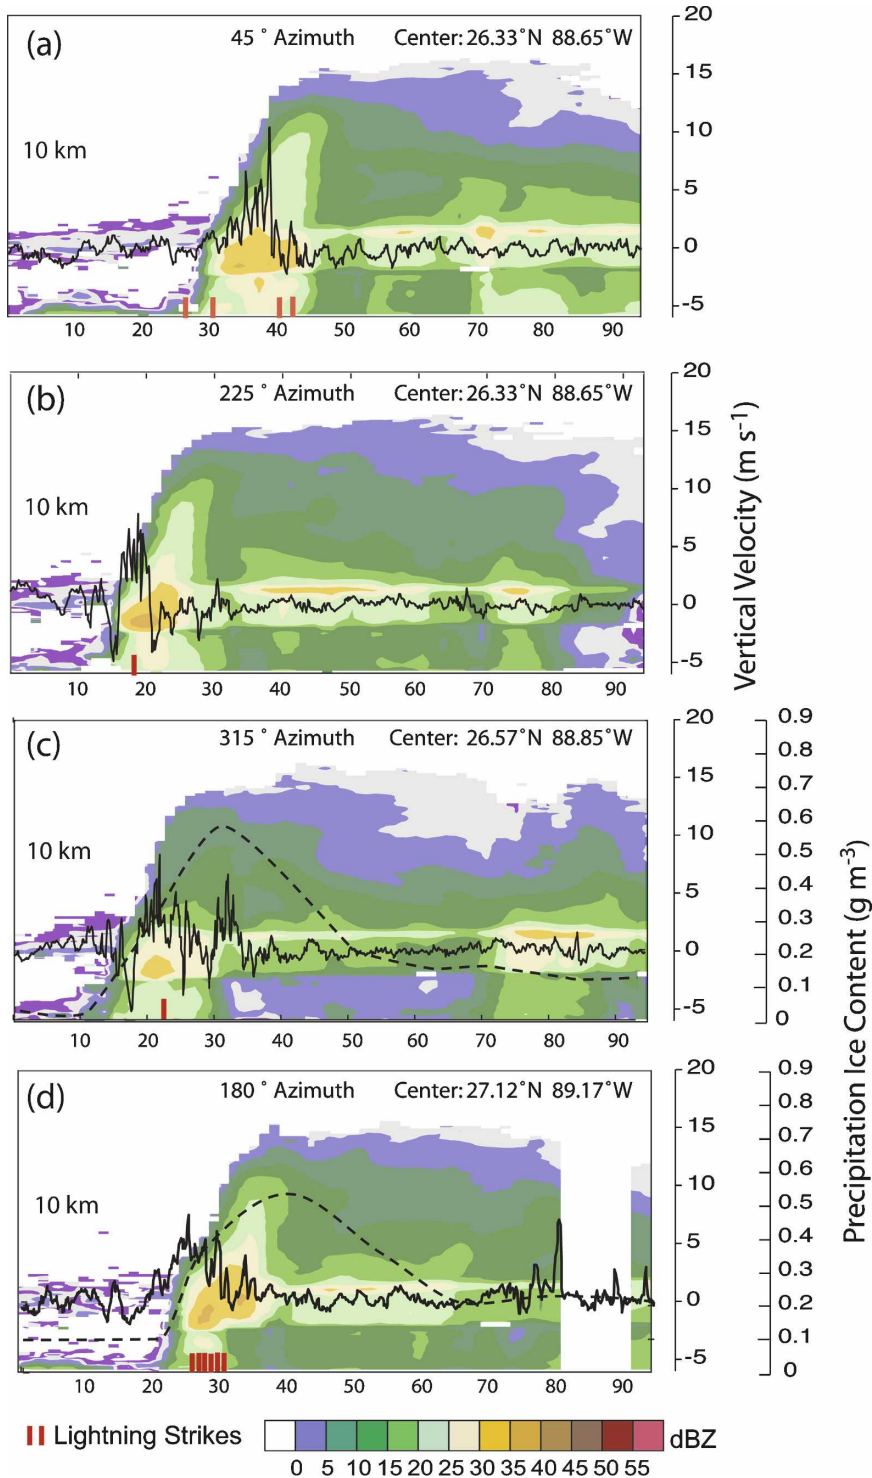 (a) 45 ° Azimuth Center: 26.33°N 88.65°W
10 km
20
15
10
5
0
-5
10 20 30 40 50 60 70 80 90
(b) 225 ° Azimuth Center: 26.33°N 88.65°W
10 km
20
15
10
5
0
-5
10 20 30 40 50 60 70 80 90
Vertical Velocity (m s⁻¹)
(c) 315 ° Azimuth Center: 26.57°N 88.85°W
10 km
20
15
10
5
0
-5
0.9
0.8
0.7
0.6
0.5
0.4
0.3
0.2
0.1
0
10 20 30 40 50 60 70 80 90
(d) 180 ° Azimuth Center: 27.12°N 89.17°W
10 km
20
15
10
5
0
-5
0.9
0.8
0.7
0.6
0.5
0.4
0.3
0.2
0.1
0
10 20 30 40 50 60 70 80 90
Precipitation Ice Content (g m⁻³)
Lightning Strikes
dBZ
0 5 10 15 20 25 30 35 40 45 50 55